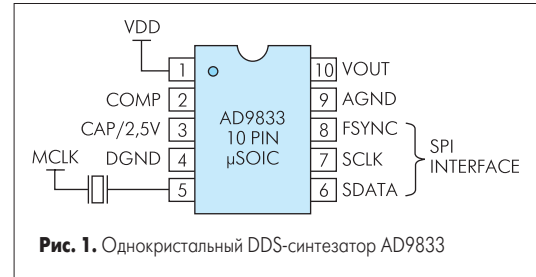 VDD
1
10 VOUT
COMP 2
9 AGND
CAP/2,5V 3
AD9833
10 PIN
µSOIC
8 FSYNC
MCLK
DGND 4
7 SCLK
SPI
INTERFACE
5
6 SDATA
Рис. 1. Однокристальный DDS-синтезатор AD9833